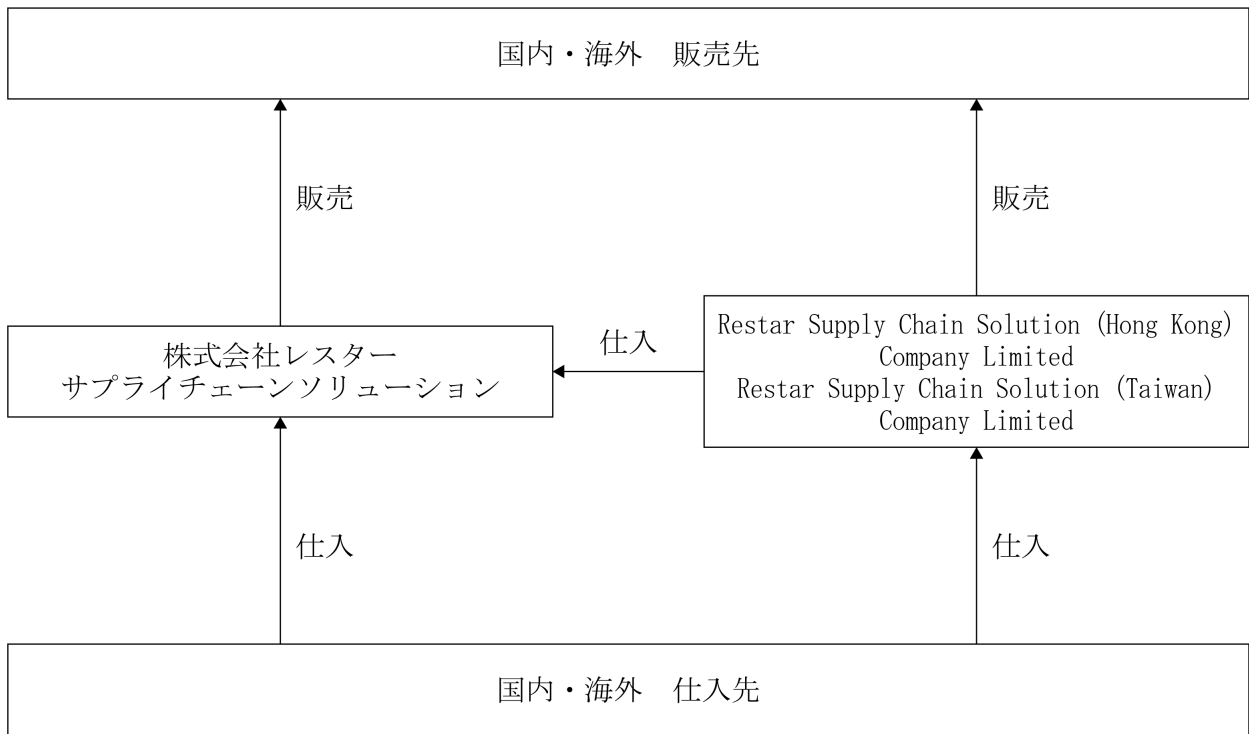 国内・海外　販売先
販売
販売
株式会社レスター
サプライチェーンソリューション
仕入
Restar Supply Chain Solution (Hong Kong)
Company Limited
Restar Supply Chain Solution (Taiwan)
Company Limited
仕入
仕入
国内・海外　仕入先